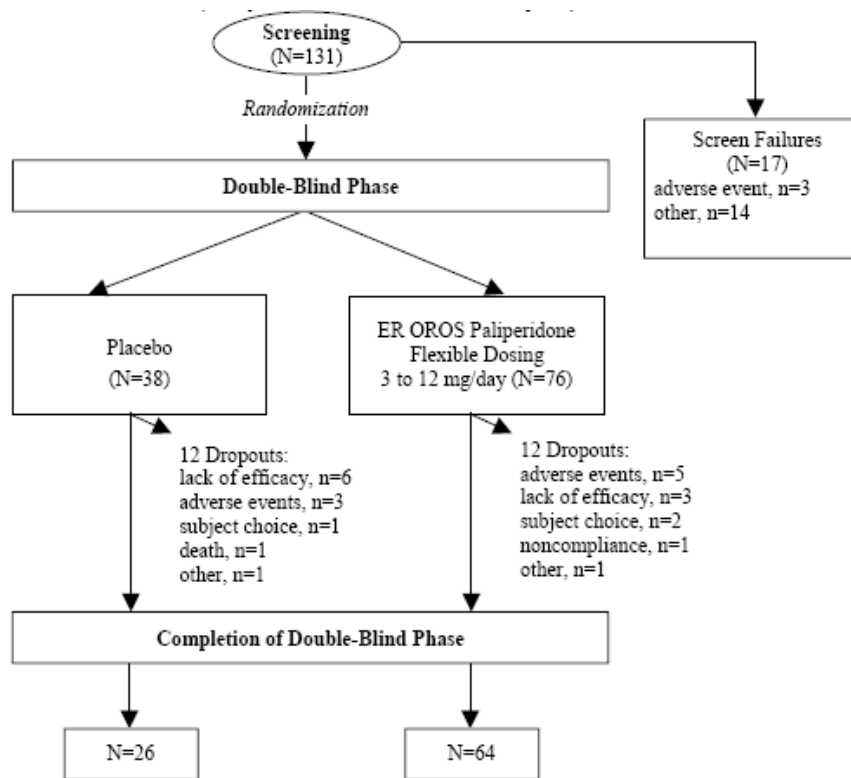 Screening
(N=131)
Randomization
Screen Failures
(N=17)
adverse event, n=3
other, n=14
Double-Blind Phase
Placebo
(N=38)
ER OROS Paliperidone
Flexible Dosing
3 to 12 mg/day (N=76)
12 Dropouts:
lack of efficacy, n=6
adverse events, n=3
subject choice, n=1
death, n=1
other, n=1
12 Dropouts:
adverse events, n=5
lack of efficacy, n=3
subject choice, n=2
noncompliance, n=1
other, n=1
Completion of Double-Blind Phase
N=26
N=64